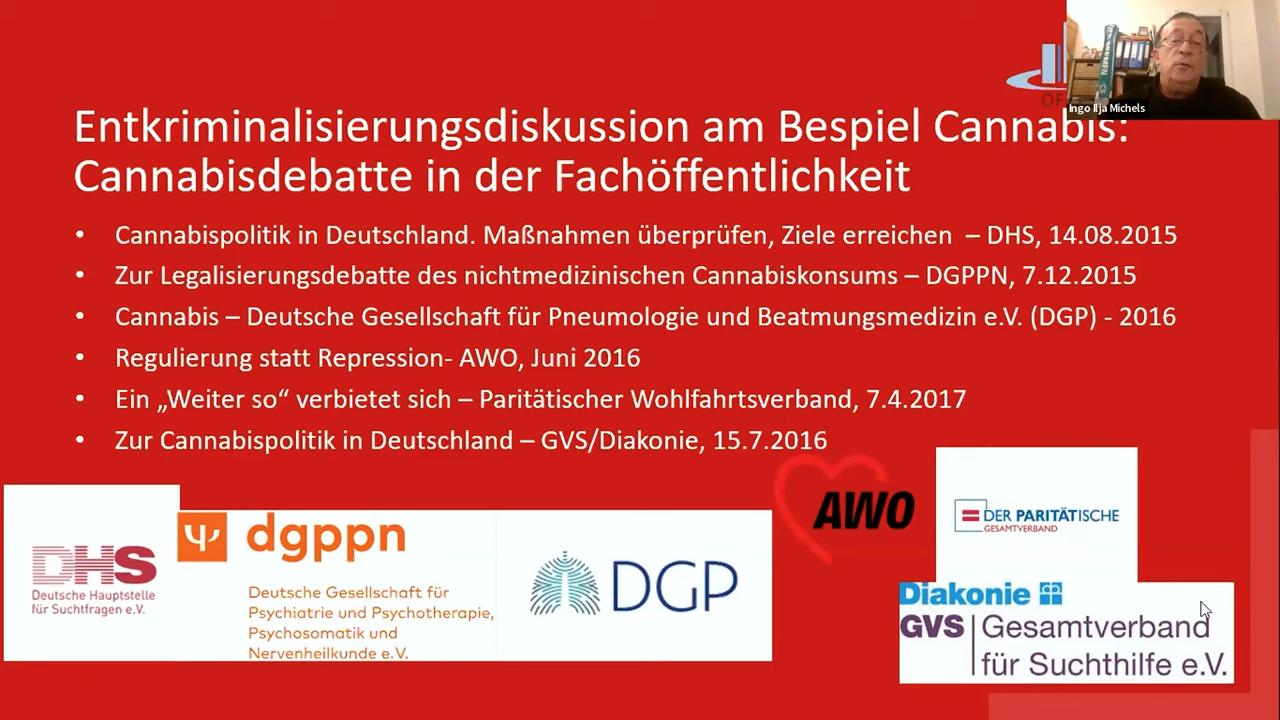 Ingo Ilja Michels
Entkriminalisierungsdiskussion am Bespiel Cannabis:
Cannabisdebatte in der Fachöffentlichkeit
• Cannabispolitik in Deutschland. Maßnahmen überprüfen, Ziele erreichen – DHS, 14.08.2015
• Zur Legalisierungsdebatte des nichtmedizinischen Cannabiskonsums – DGPPN, 7.12.2015
• Cannabis – Deutsche Gesellschaft für Pneumologie und Beatmungsmedizin e.V. (DGP) - 2016
• Regulierung statt Repression- AWO, Juni 2016
• Ein „Weiter so“ verbietet sich – Paritätischer Wohlfahrtsverband, 7.4.2017
• Zur Cannabispolitik in Deutschland – GVS/Diakonie, 15.7.2016
DHS
Deutsche Hauptstelle
für Suchtfragen e.V.
dgppn
Deutsche Gesellschaft für
Psychiatrie und Psychotherapie,
Psychosomatik und
Nervenheilkunde e.V.
DGP
AWO
DER PARITÄTISCHE
GESAMTVERBAND
Diakonie
GVS Gesamtverband
für Suchthilfe e.V.